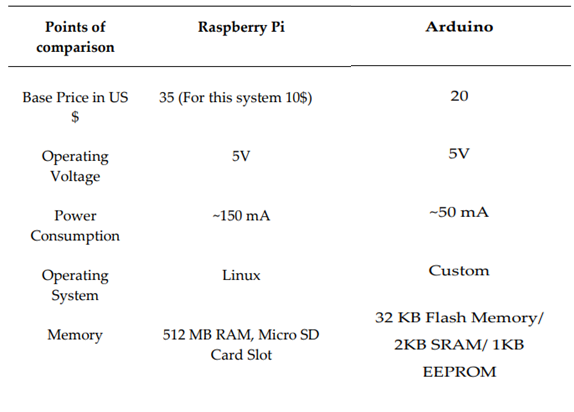 Points of comparison Raspberry Pi Arduino
Base Price in US $ 35 (For this system 10$) 20
Operating Voltage 5V 5V
Power Consumption ~150 mA ~50 mA
Operating System Linux Custom
Memory 512 MB RAM, Micro SD Card Slot 32 KB Flash Memory/ 2KB SRAM/ 1KB EEPROM